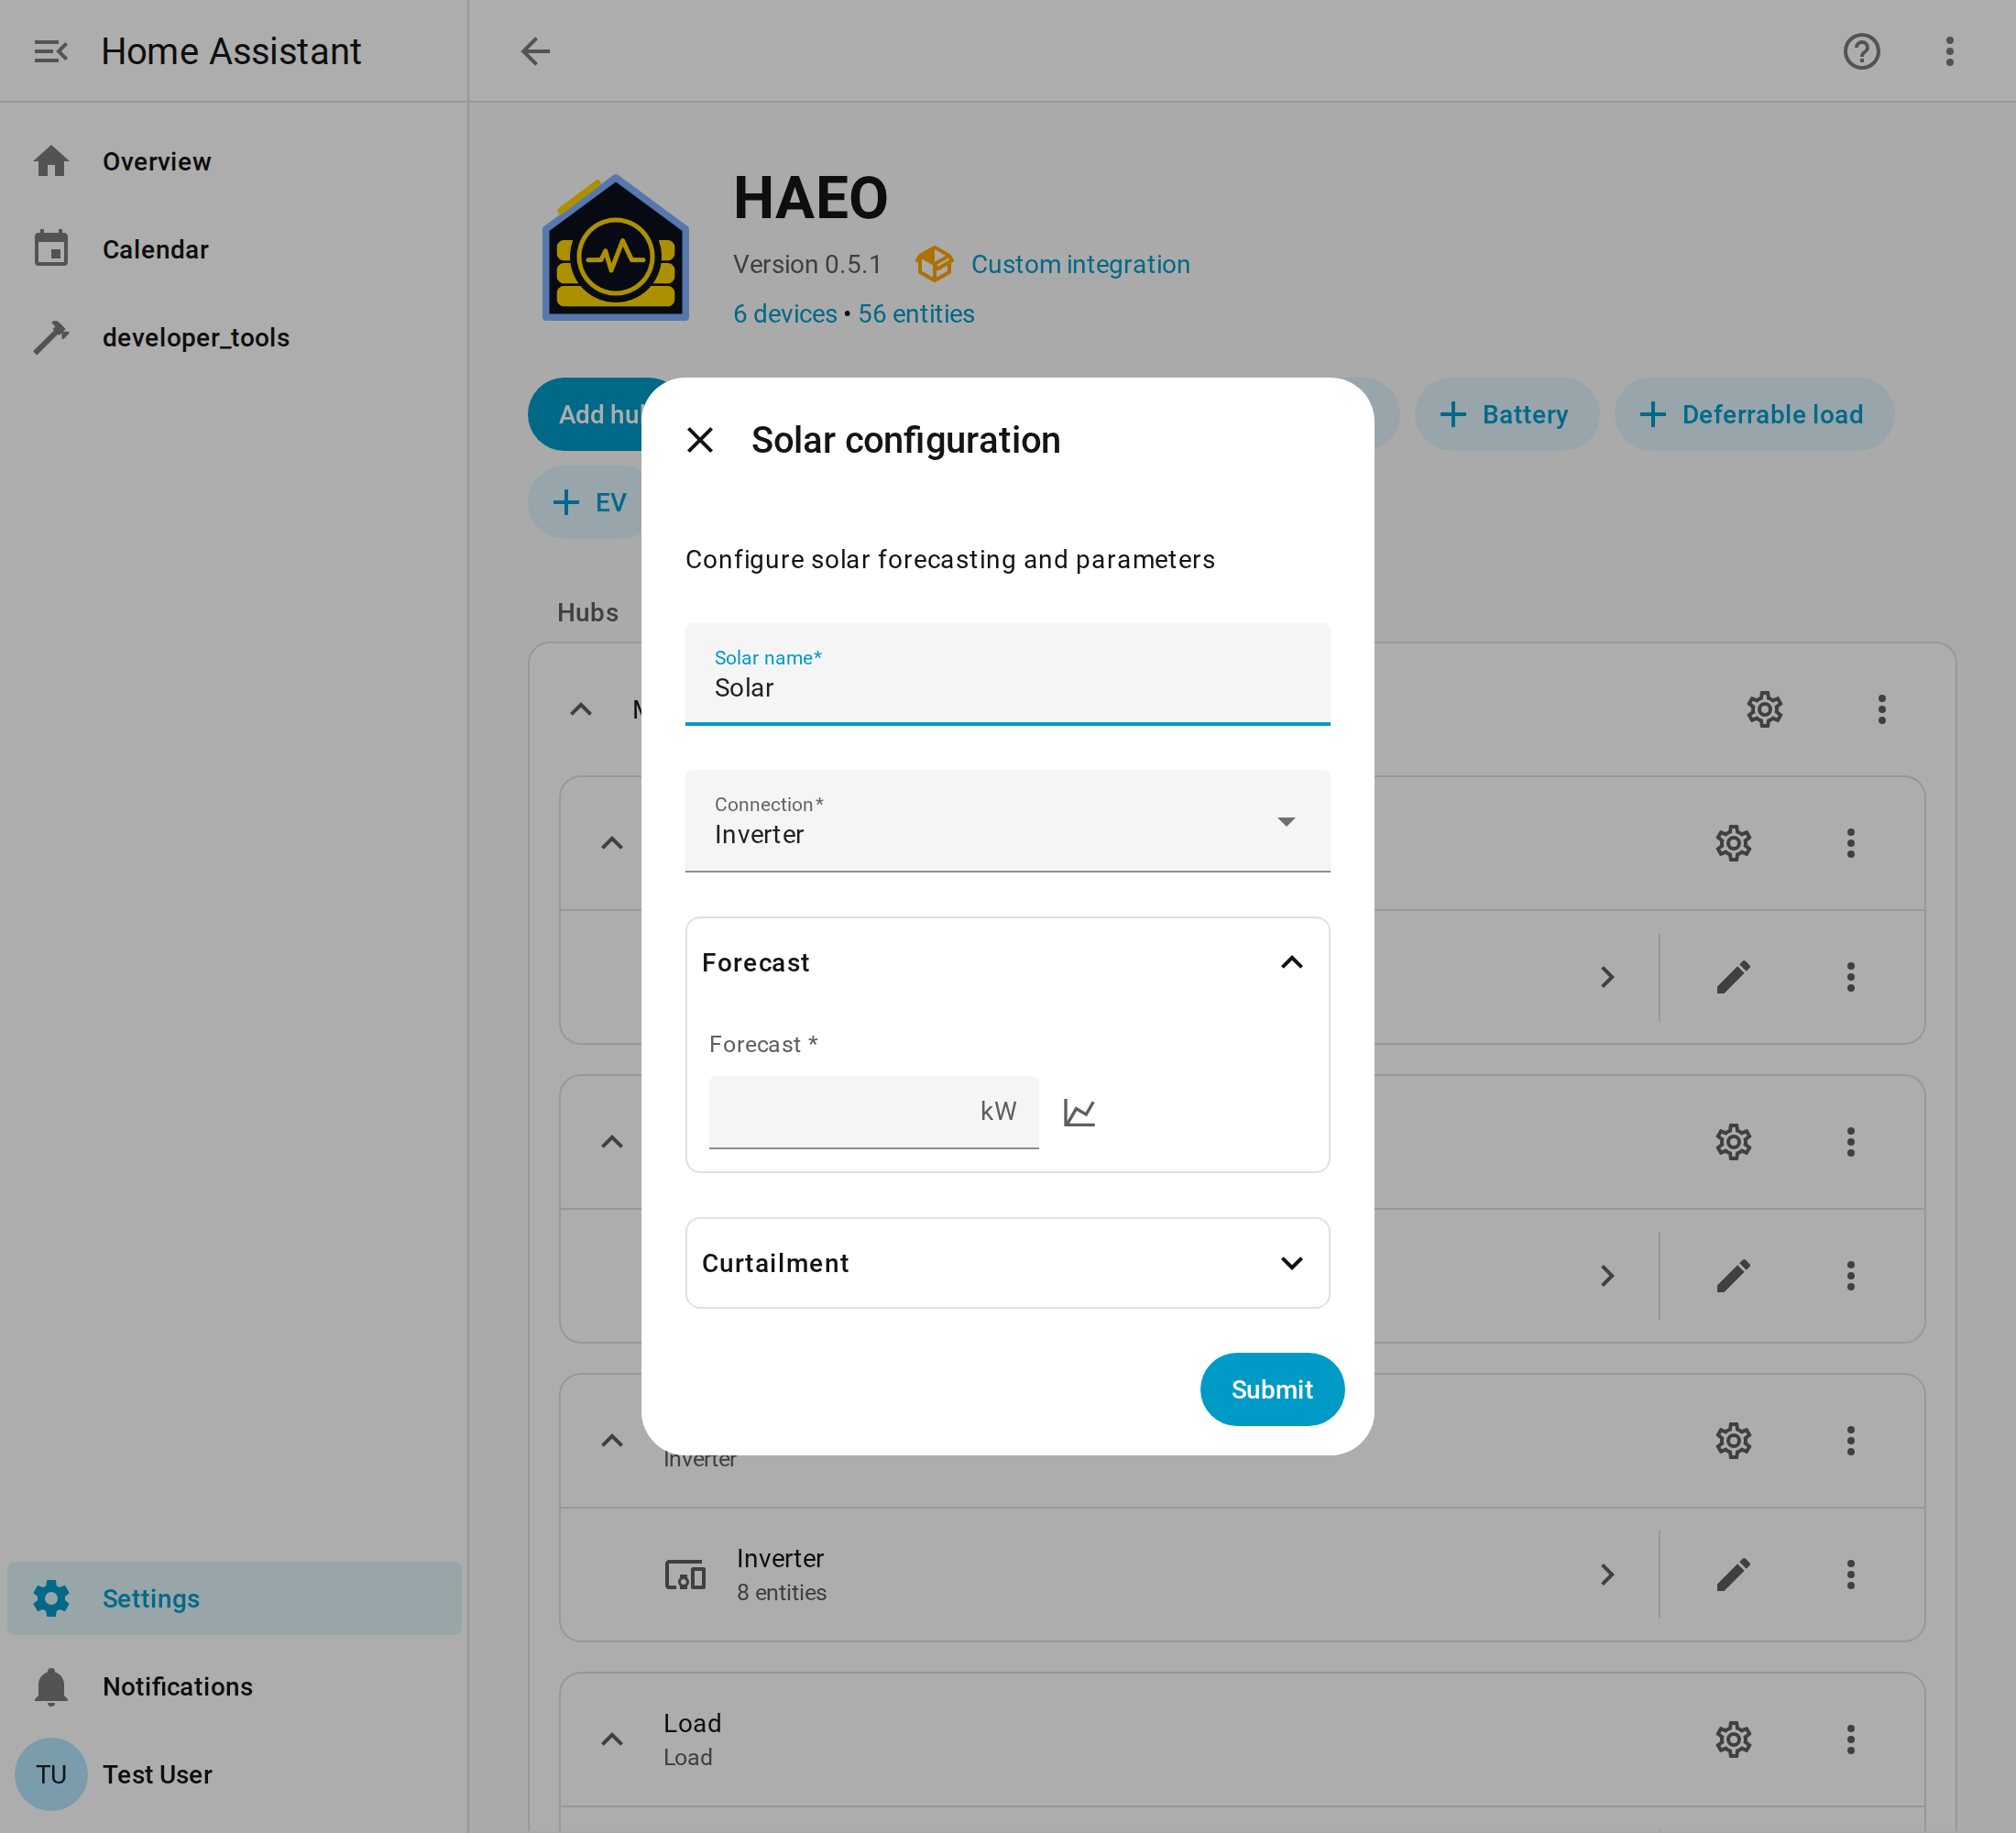 Home Assistant
Overview
Calendar
developer_tools
HAEO
Version 0.5.1 Custom integration
6 devices • 56 entities
Add hu
Battery
Deferrable load
EV
Hubs
Solar configuration
Configure solar forecasting and parameters
Solar name*
Solar
Connection*
Inverter
Forecast
Forecast *
kW
Curtailment
Submit
Inverter
Inverter
8 entities
Load
Load
Settings
Notifications
TU Test User